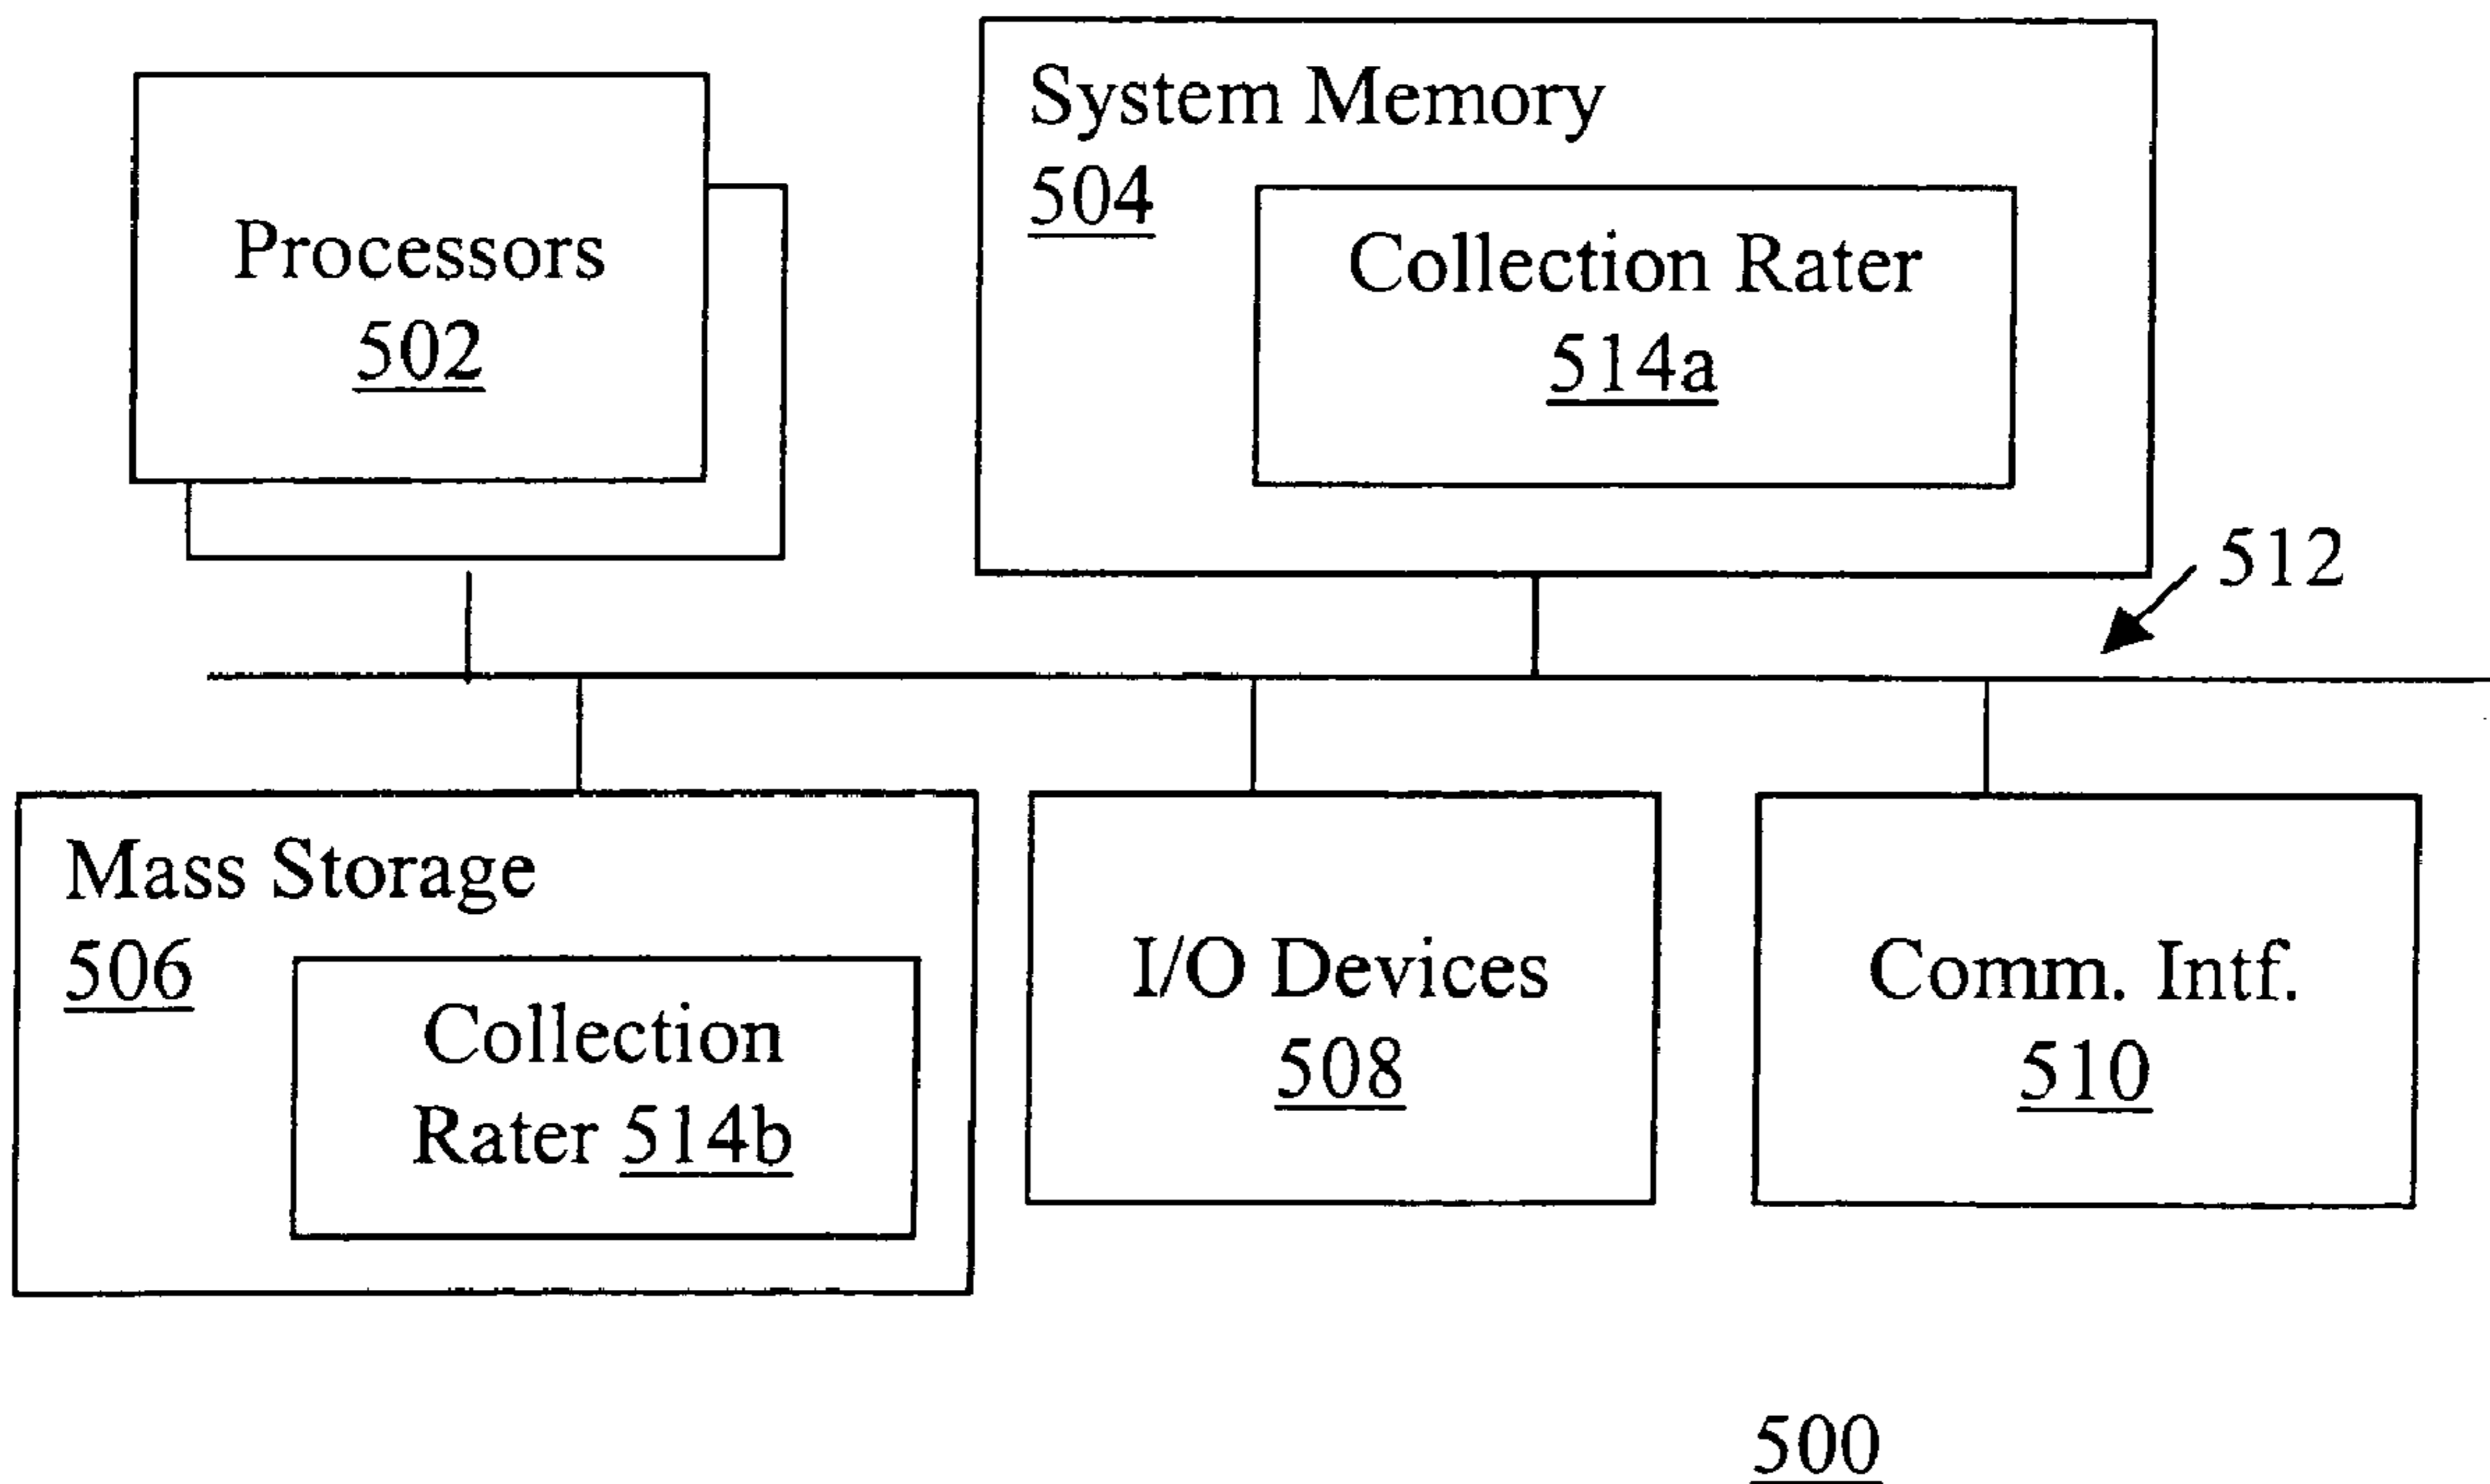 Processors
502
System Memory
504
Collection Rater
514a
512
Mass Storage
506
Collection
Rater 514b
I/O Devices
508
Comm. Intf.
510
500